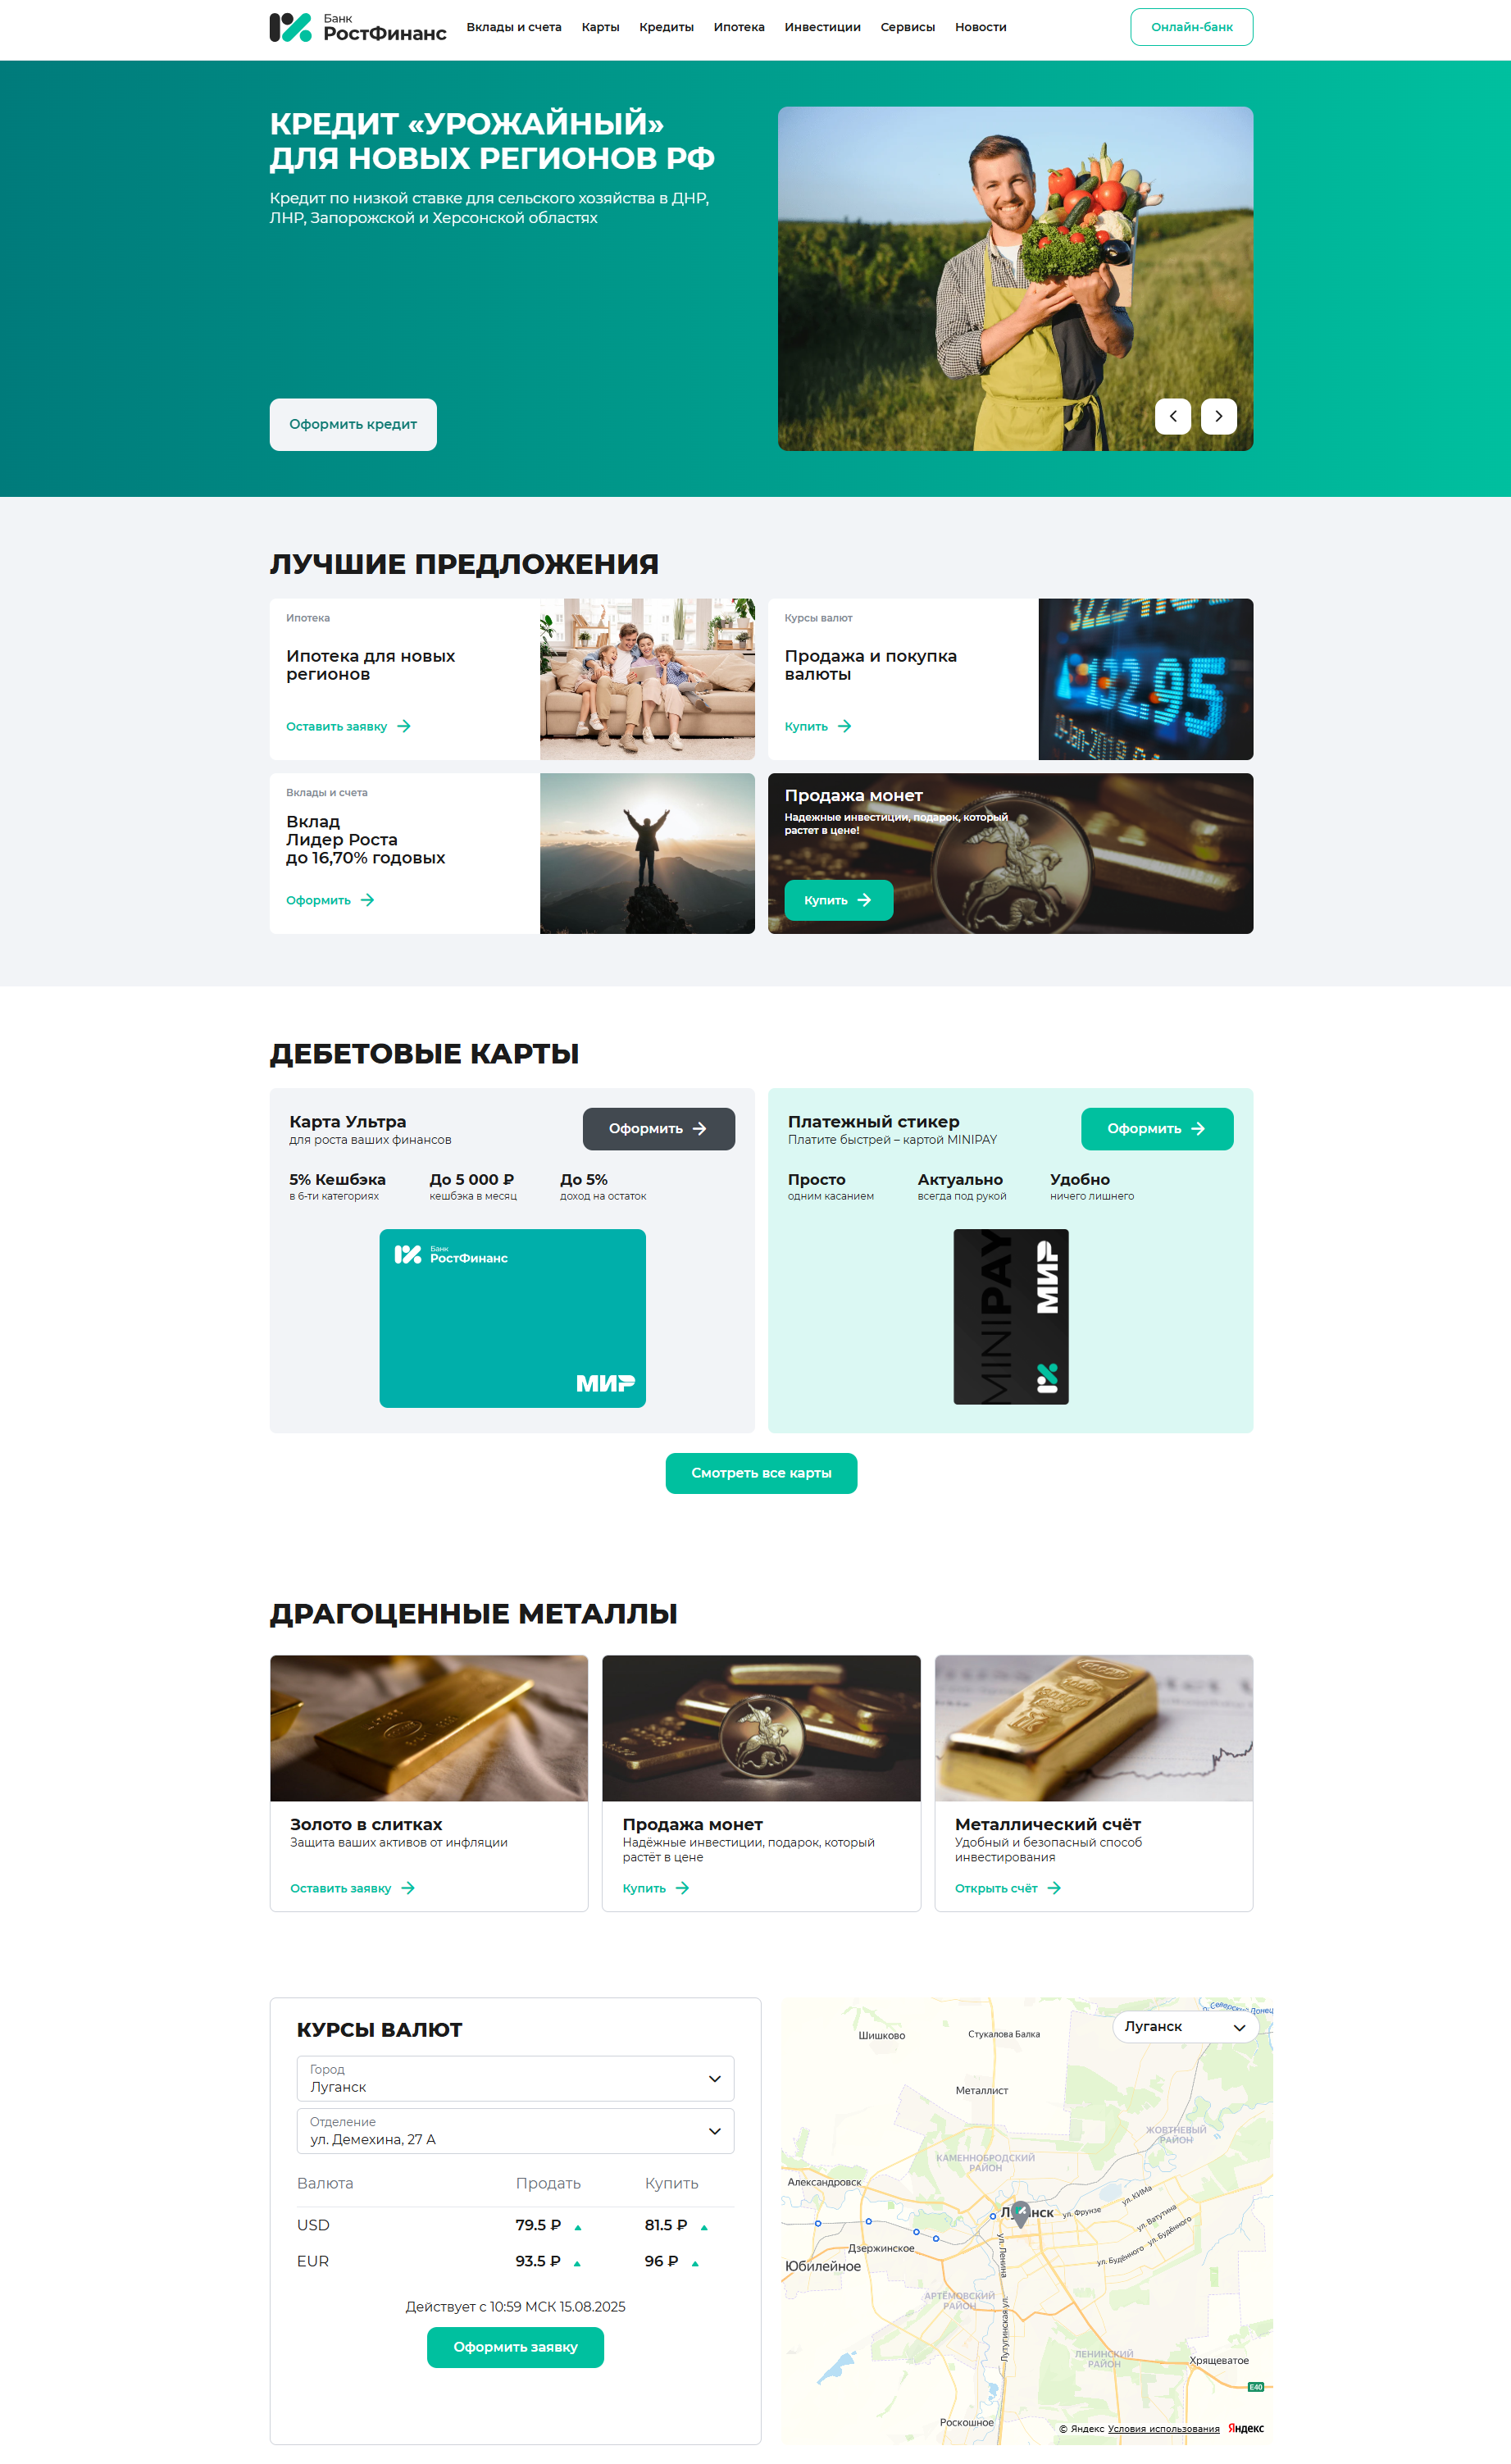 Банк
РостФинанс
Вклады и счета
Карты
Кредиты
Ипотека
Инвестиции
Сервисы
Новости
Онлайн-банк
КРЕДИТ «УРОЖАЙНЫЙ»
ДЛЯ НОВЫХ РЕГИОНОВ РФ
Кредит по низкой ставке для сельского хозяйства в ДНР,
ЛНР, Запорожской и Херсонской областях
Оформить кредит
ЛУЧШИЕ ПРЕДЛОЖЕНИЯ
Ипотека
Ипотека для новых
регионов
Оставить заявку
Курсы валют
Продажа и покупка
валюты
Купить
132.95
Вклады и счета
Вклад
Лидер Роста
до 16,70% годовых
Оформить
Продажа монет
Надежные инвестиции, подарок, который
растет в цене!
Купить
ДЕБЕТОВЫЕ КАРТЫ
Карта Ультра
для роста ваших финансов
Оформить
5% Кешбэка
в 6-ти категориях
До 5 000 ₽
кешбэка в месяц
До 5%
доход на остаток
Банк
РостФинанс
МИР
Платежный стикер
Платите быстрей – картой MINIPAY
Оформить
Просто
одним касанием
Актуально
всегда под рукой
Удобно
ничего лишнего
MINIPAY
МИР
Смотреть все карты
ДРАГОЦЕННЫЕ МЕТАЛЛЫ
Золото в слитках
Защита ваших активов от инфляции
Оставить заявку
Продажа монет
Надёжные инвестиции, подарок, который
растёт в цене
Купить
Металлический счёт
Удобный и безопасный способ
инвестирования
Открыть счёт
КУРСЫ ВАЛЮТ
Город
Луганск
Отделение
ул. Демехина, 27 А
Валюта
Продать
Купить
USD
79.5 ₽
81.5 ₽
EUR
93.5 ₽
96 ₽
Действует с 10:59 МСК 15.08.2025
Оформить заявку
Луганск
Шишково
Стукалова Балка
Металлист
ЖОВТНЕВЫЙ
РАЙОН
КАМЕННОБРОДСКИЙ
РАЙОН
Александровск
ул. КИМа
ул. Фрунзе
ул. Ватутина
ул. Будённого
ул. Будённого
Дзержинское
Юбилейное
ул. Ленина
АРТЁМОВСКИЙ
РАЙОН
Лутугинская ул.
ЛЕНИНСКИЙ
РАЙОН
Хрящеватое
E40
Роскошное
© Яндекс Условия использования Яндекс